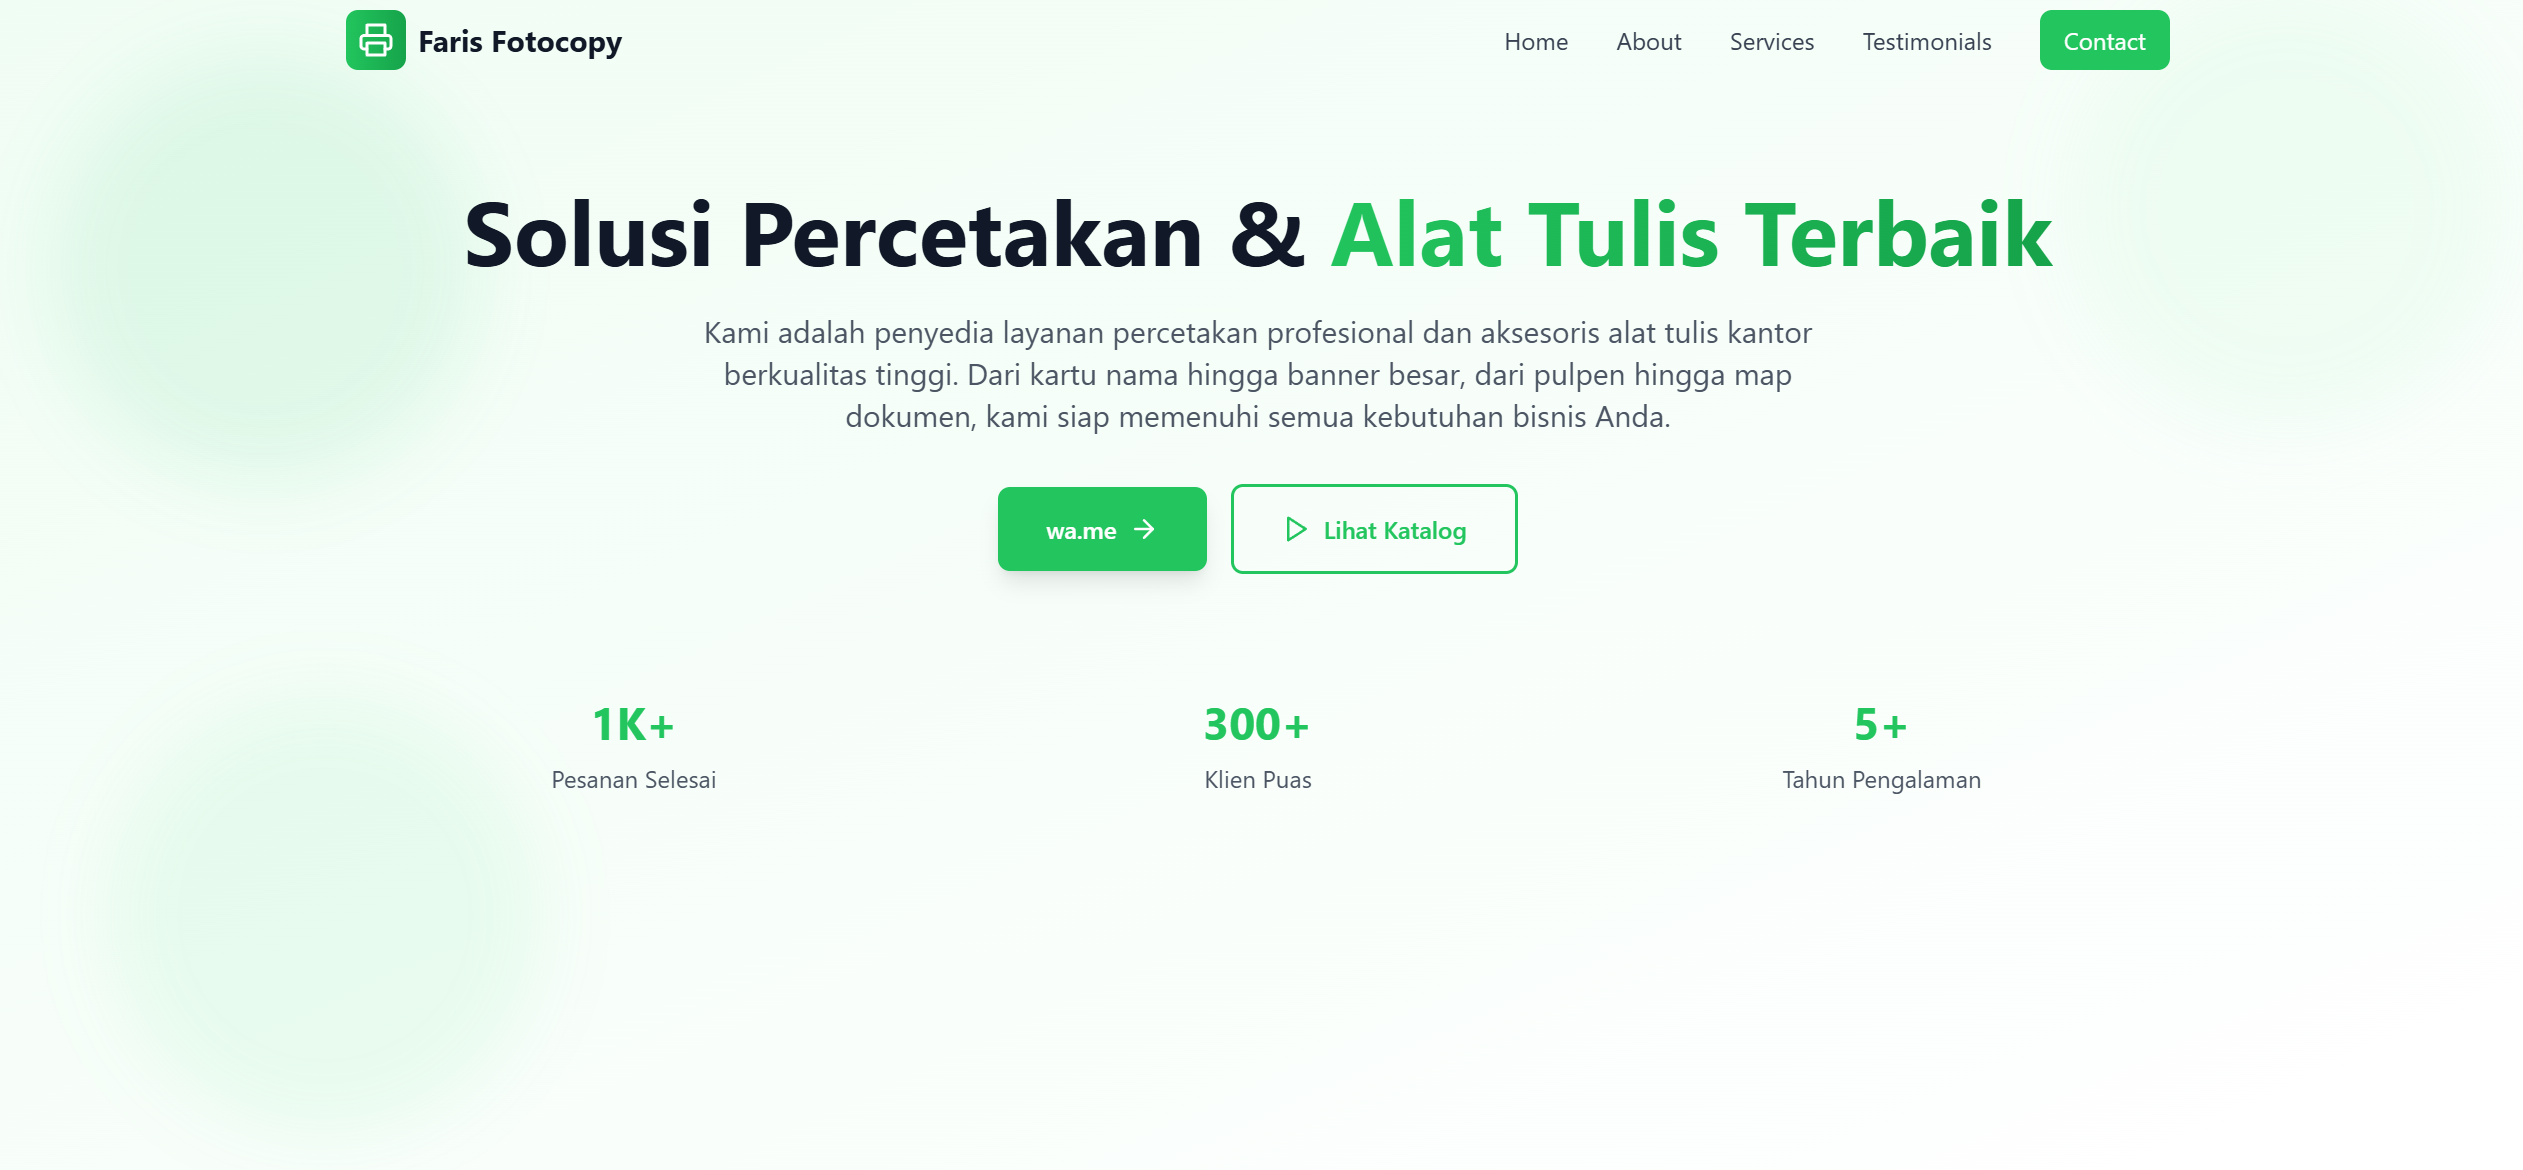 Faris Fotocopy
Home
About
Services
Testimonials
Contact
Solusi Percetakan & Alat Tulis Terbaik
Kami adalah penyedia layanan percetakan profesional dan aksesoris alat tulis kantor
berkualitas tinggi. Dari kartu nama hingga banner besar, dari pulpen hingga map
dokumen, kami siap memenuhi semua kebutuhan bisnis Anda.
wa.me
Lihat Katalog
1K+
Pesanan Selesai
300+
Klien Puas
5+
Tahun Pengalaman